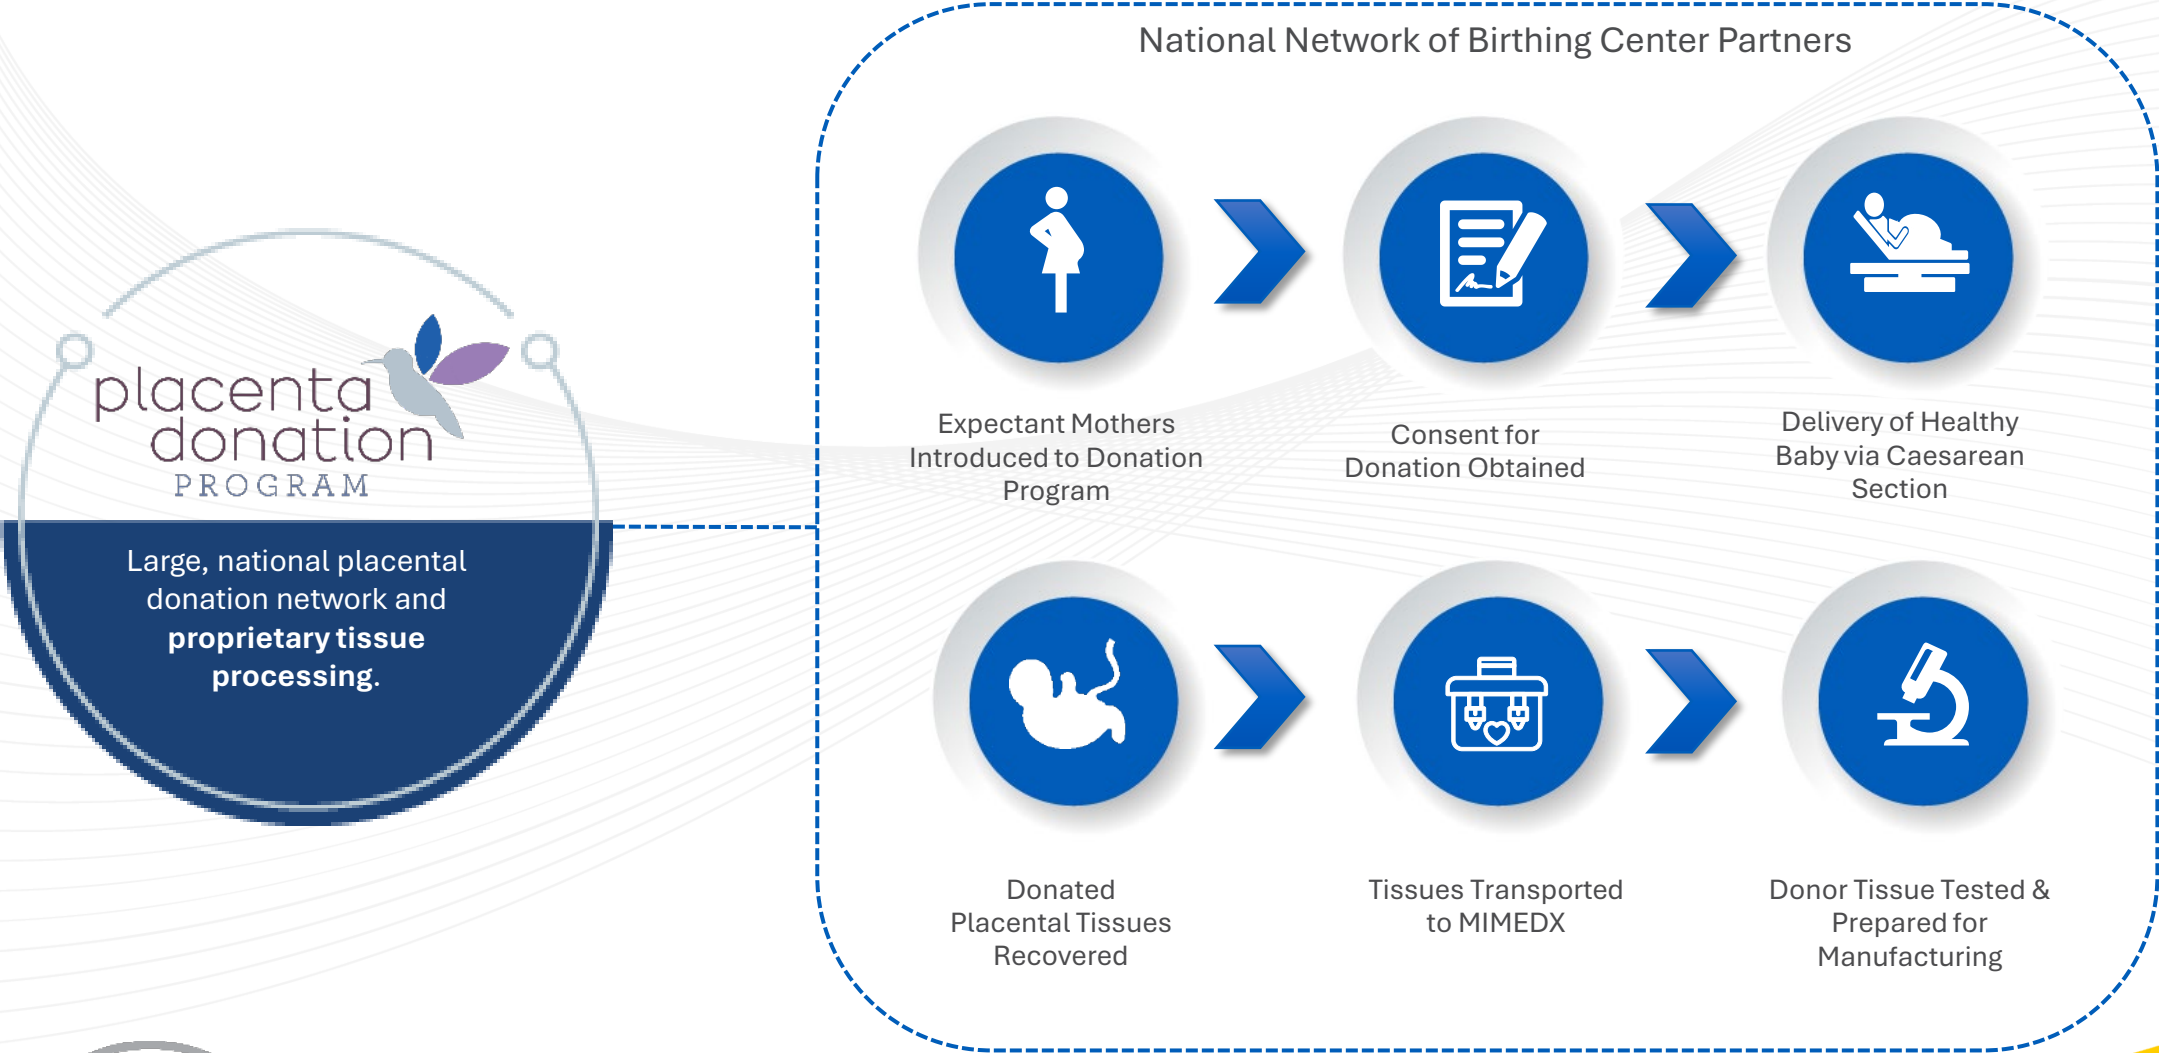 National Network of Birthing Center Partners
placenta
donation
PROGRAM
Large, national placental
donation network and
proprietary tissue
processing.
Expectant Mothers
Introduced to Donation
Program
Consent for
Donation Obtained
Delivery of Healthy
Baby via Caesarean
Section
Donated
Placental Tissues
Recovered
Tissues Transported
to MIMEDX
Donor Tissue Tested &
Prepared for
Manufacturing